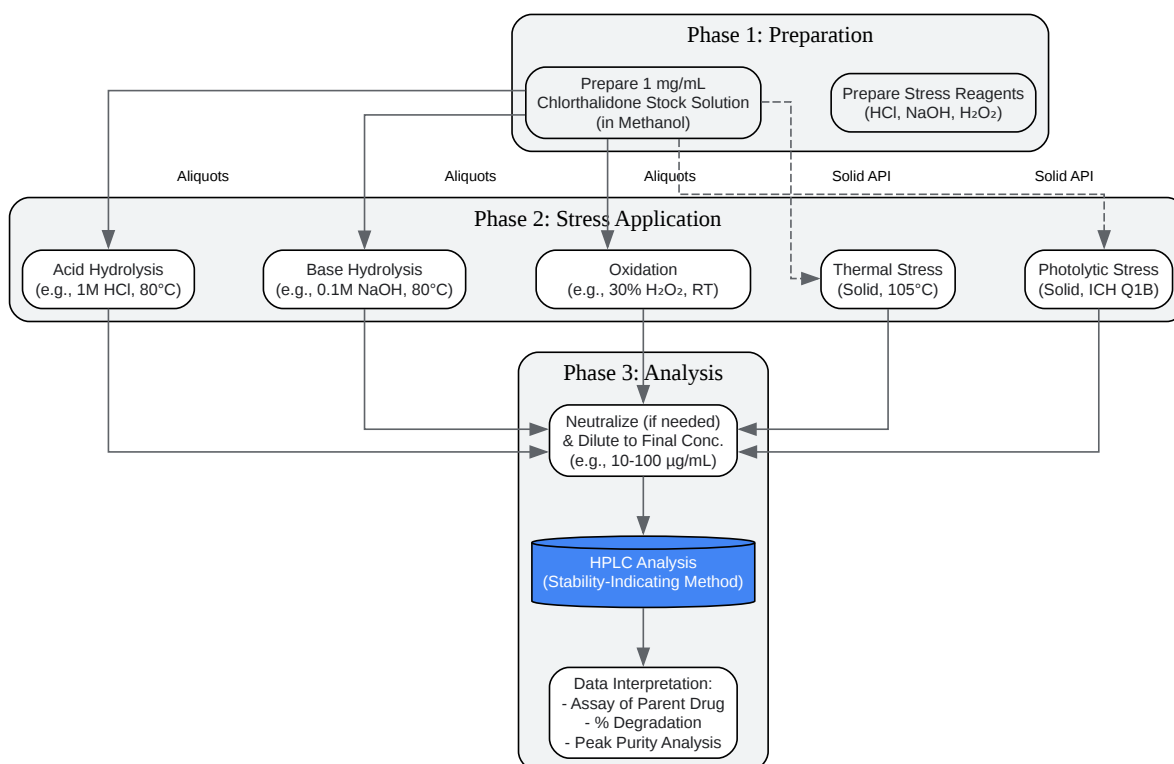 Phase 1: Preparation
Prepare 1 mg/mL
Chlorthalidone Stock Solution
(in Methanol)
Prepare Stress Reagents
(HCl, NaOH, H₂O₂)
Aliquots
Aliquots
Aliquots
Solid API
Solid API
Phase 2: Stress Application
Acid Hydrolysis
(e.g., 1M HCl, 80°C)
Base Hydrolysis
(e.g., 0.1M NaOH, 80°C)
Oxidation
(e.g., 30% H₂O₂, RT)
Thermal Stress
(Solid, 105°C)
Photolytic Stress
(Solid, ICH Q1B)
Phase 3: Analysis
Neutralize (if needed)
& Dilute to Final Conc.
(e.g., 10-100 µg/mL)
HPLC Analysis
(Stability-Indicating Method)
Data Interpretation:
- Assay of Parent Drug
- % Degradation
- Peak Purity Analysis